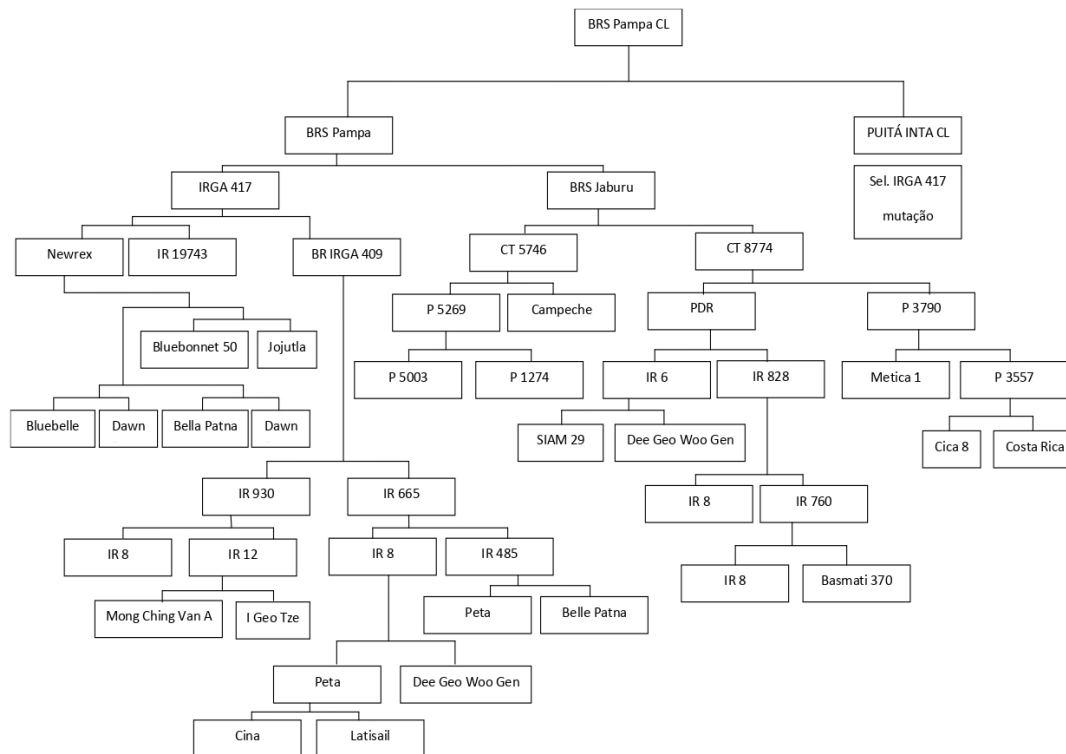 BRS Pampa CL
BRS Pampa
PUITÁ INTA CL
IRGA 417
BRS Jaburu
Sel. IRGA 417
mutação
Newrex
IR 19743
BR IRGA 409
CT 5746
CT 8774
P 5269
Campeche
PDR
P 3790
Bluebonnet 50
Jojutla
P 5003
P 1274
IR 6
IR 828
Metica 1
P 3557
Bluebelle
Dawn
Bella Patna
Dawn
SIAM 29
Dee Geo Woo Gen
Cica 8
Costa Rica
IR 930
IR 665
IR 8
IR 760
IR 8
IR 12
IR 8
IR 485
IR 8
Basmati 370
Mong Ching Van A
I Geo Tze
Peta
Belle Patna
Peta
Dee Geo Woo Gen
Cina
Latisail